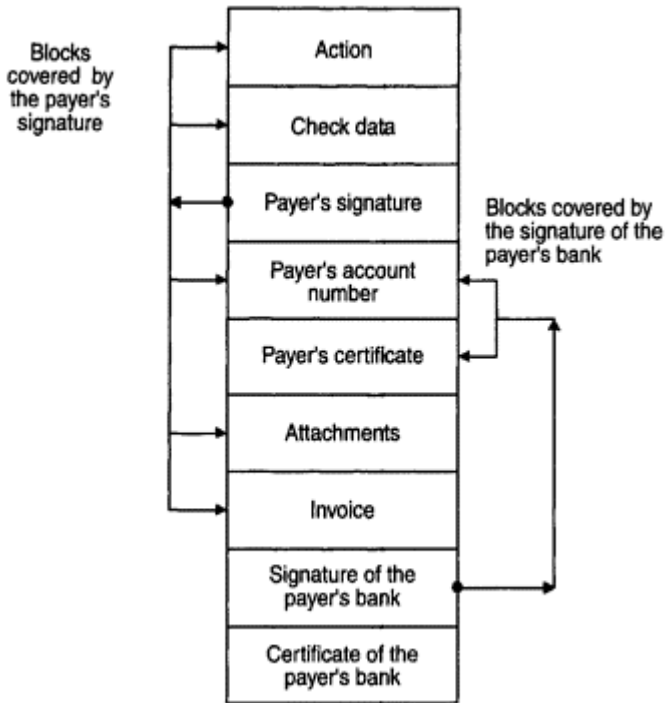 Blocks
covered by
the payer's
signature
Action
Check data
Payer's signature
Blocks covered by
the signature of the
payer's bank
Payer's account
number
Payer's certificate
Attachments
Invoice
Signature of the
payer's bank
Certificate of the
payer's bank